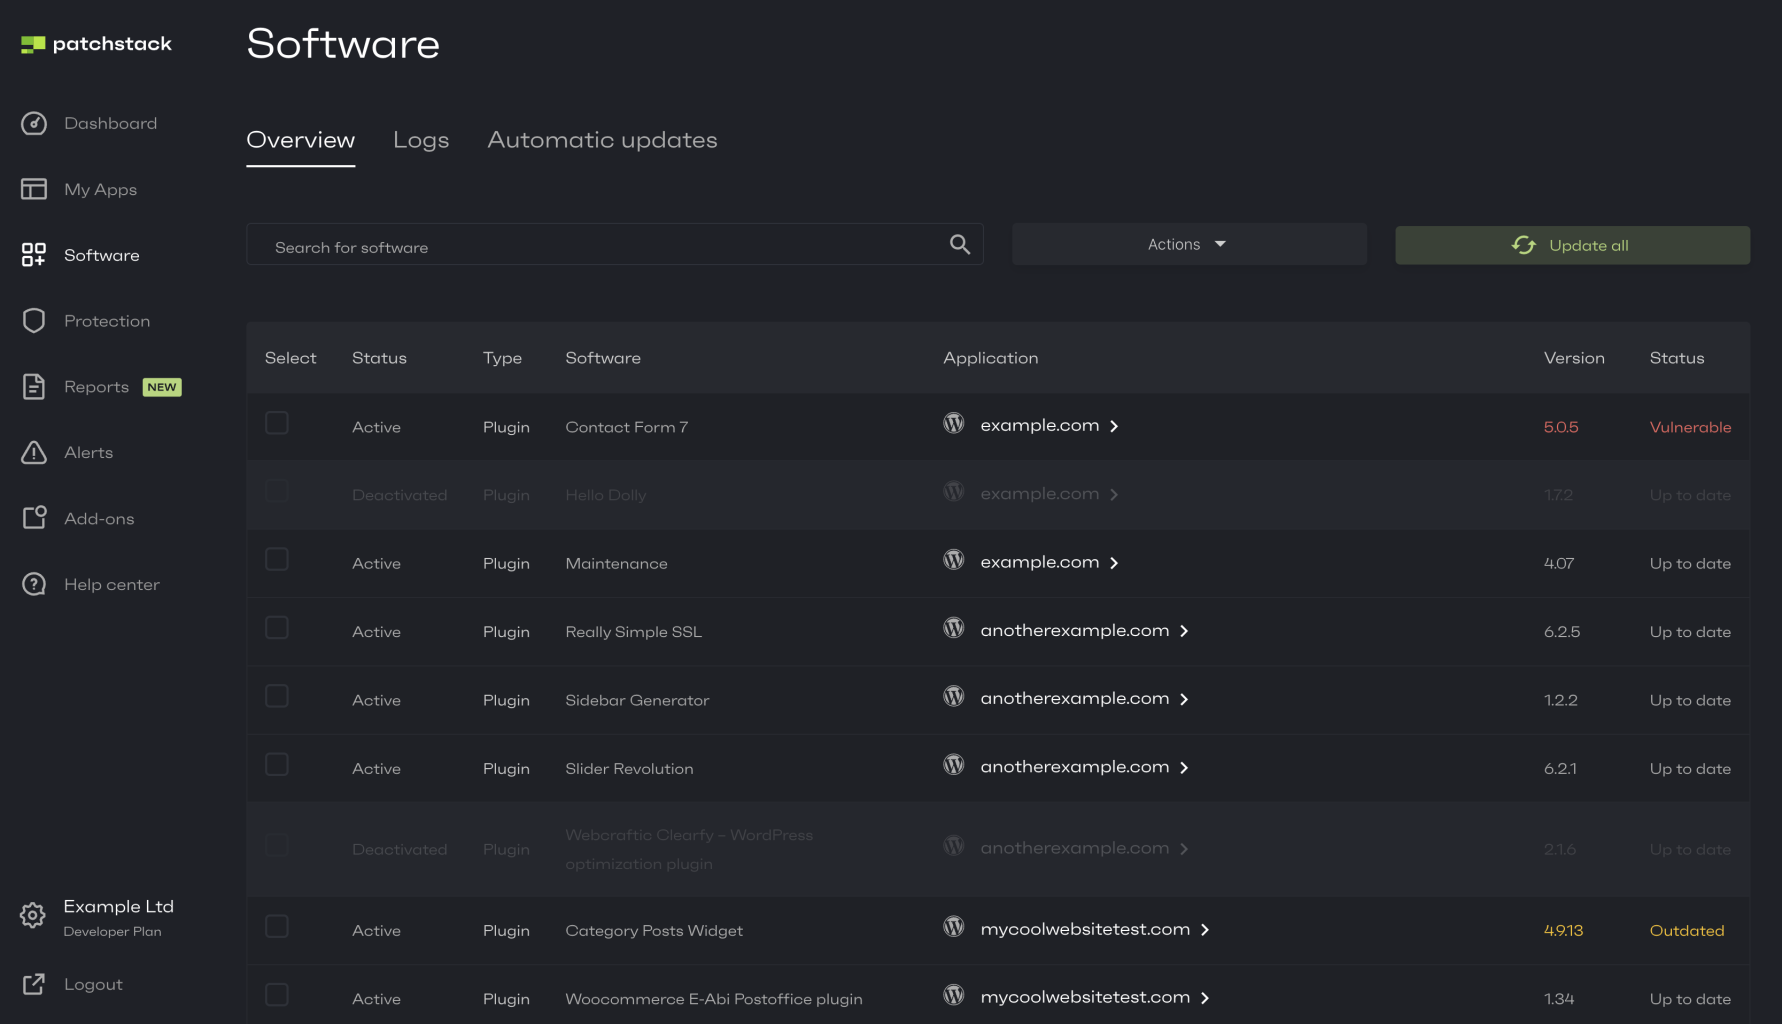 patchstack
Software
Dashboard
My Apps
Software
Protection
Reports NEW
Alerts
Add-ons
Help center
Example Ltd
Developer Plan
Logout
Overview Logs Automatic updates
Search for software Actions Update all
Select Status Type Software Application Version Status
Active Plugin Contact Form 7 example.com 5.0.5 Vulnerable
Deactivated Plugin Hello Dolly example.com 1.7.2 Up to date
Active Plugin Maintenance example.com 4.07 Up to date
Active Plugin Really Simple SSL anotherexample.com 6.2.5 Up to date
Active Plugin Sidebar Generator anotherexample.com 1.2.2 Up to date
Active Plugin Slider Revolution anotherexample.com 6.2.1 Up to date
Webcraftic Clearfy – WordPress
Deactivated Plugin optimization plugin anotherexample.com 2.1.6 Up to date
Active Plugin Category Posts Widget mycoolwebsitetest.com 4.9.13 Outdated
Active Plugin Woocommerce E-Abi Postoffice plugin mycoolwebsitetest.com 1.34 Up to date